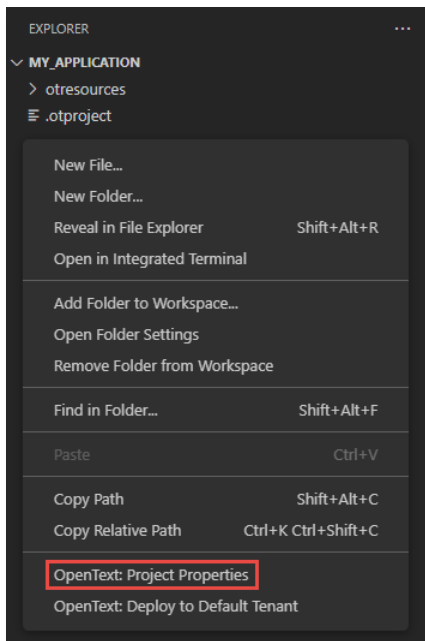 EXPLORER ...
MY_APPLICATION
otresources
.otproject
New File...
New Folder...
Reveal in File Explorer Shift+Alt+R
Open in Integrated Terminal
Add Folder to Workspace...
Open Folder Settings
Remove Folder from Workspace
Find in Folder... Shift+Alt+F
Paste Ctrl+V
Copy Path Shift+Alt+C
Copy Relative Path Ctrl+K Ctrl+Shift+C
OpenText: Project Properties
OpenText: Deploy to Default Tenant